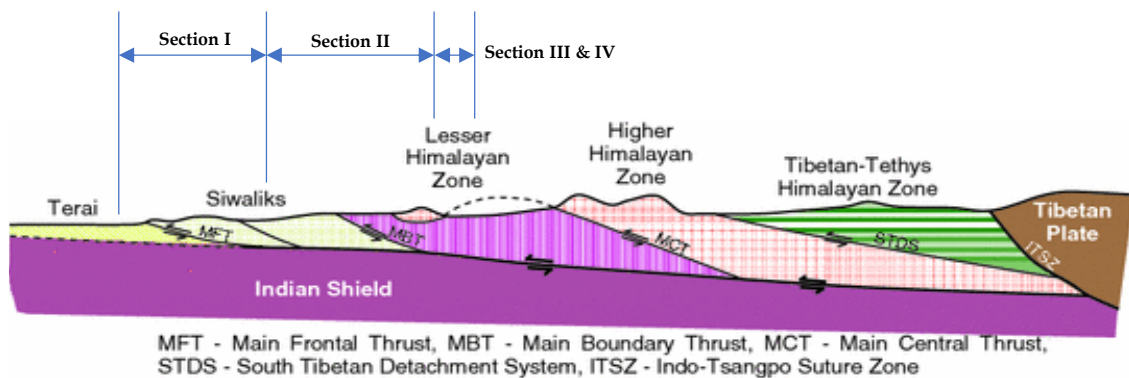 Section I
Section II
Section III & IV
Lesser
Himalayan
Zone
Higher
Himalayan
Zone
Tibetan-Tethys
Himalayan Zone
Terai
Siwaliks
Tibetan
Plate
MFT
MBT
MCT
STDS
ITSZ
Indian Shield
MFT - Main Frontal Thrust, MBT - Main Boundary Thrust, MCT - Main Central Thrust,
STDS - South Tibetan Detachment System, ITSZ - Indo-Tsangpo Suture Zone